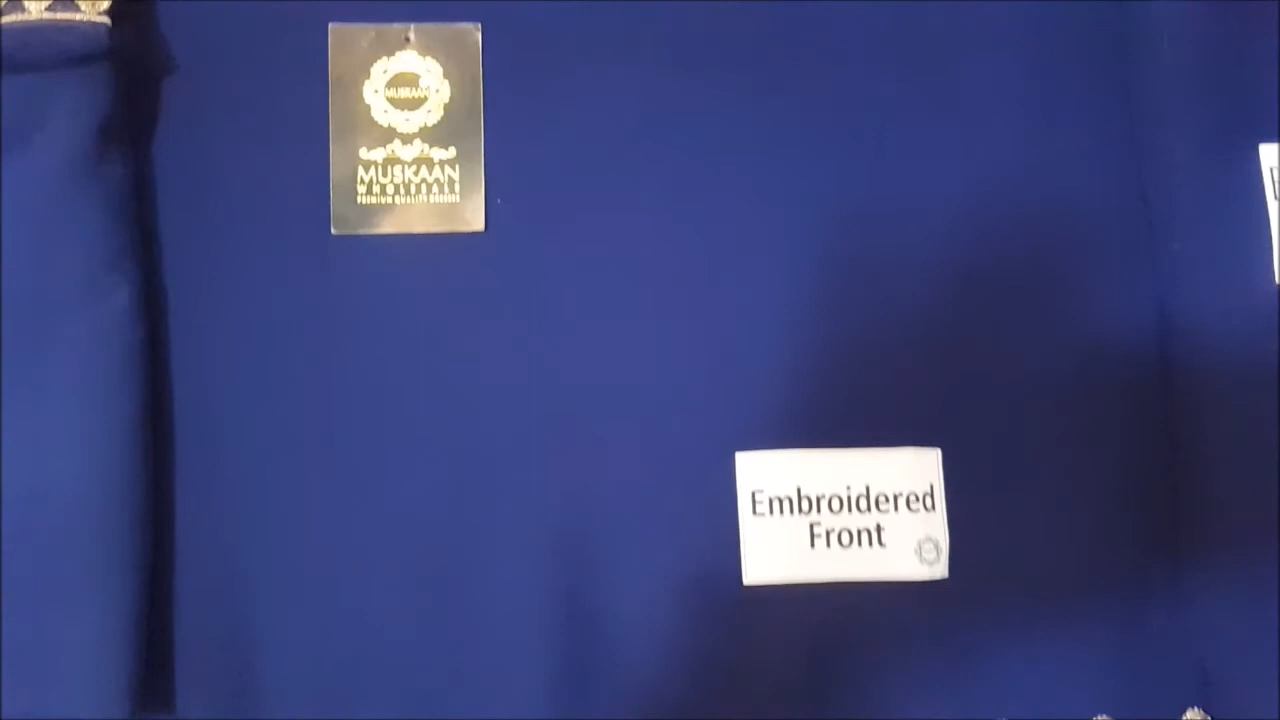 MUSKAAN
MUSKAAN
WHOLESALE
PREMIUM QUALITY DRESSES
Embroidered
Front